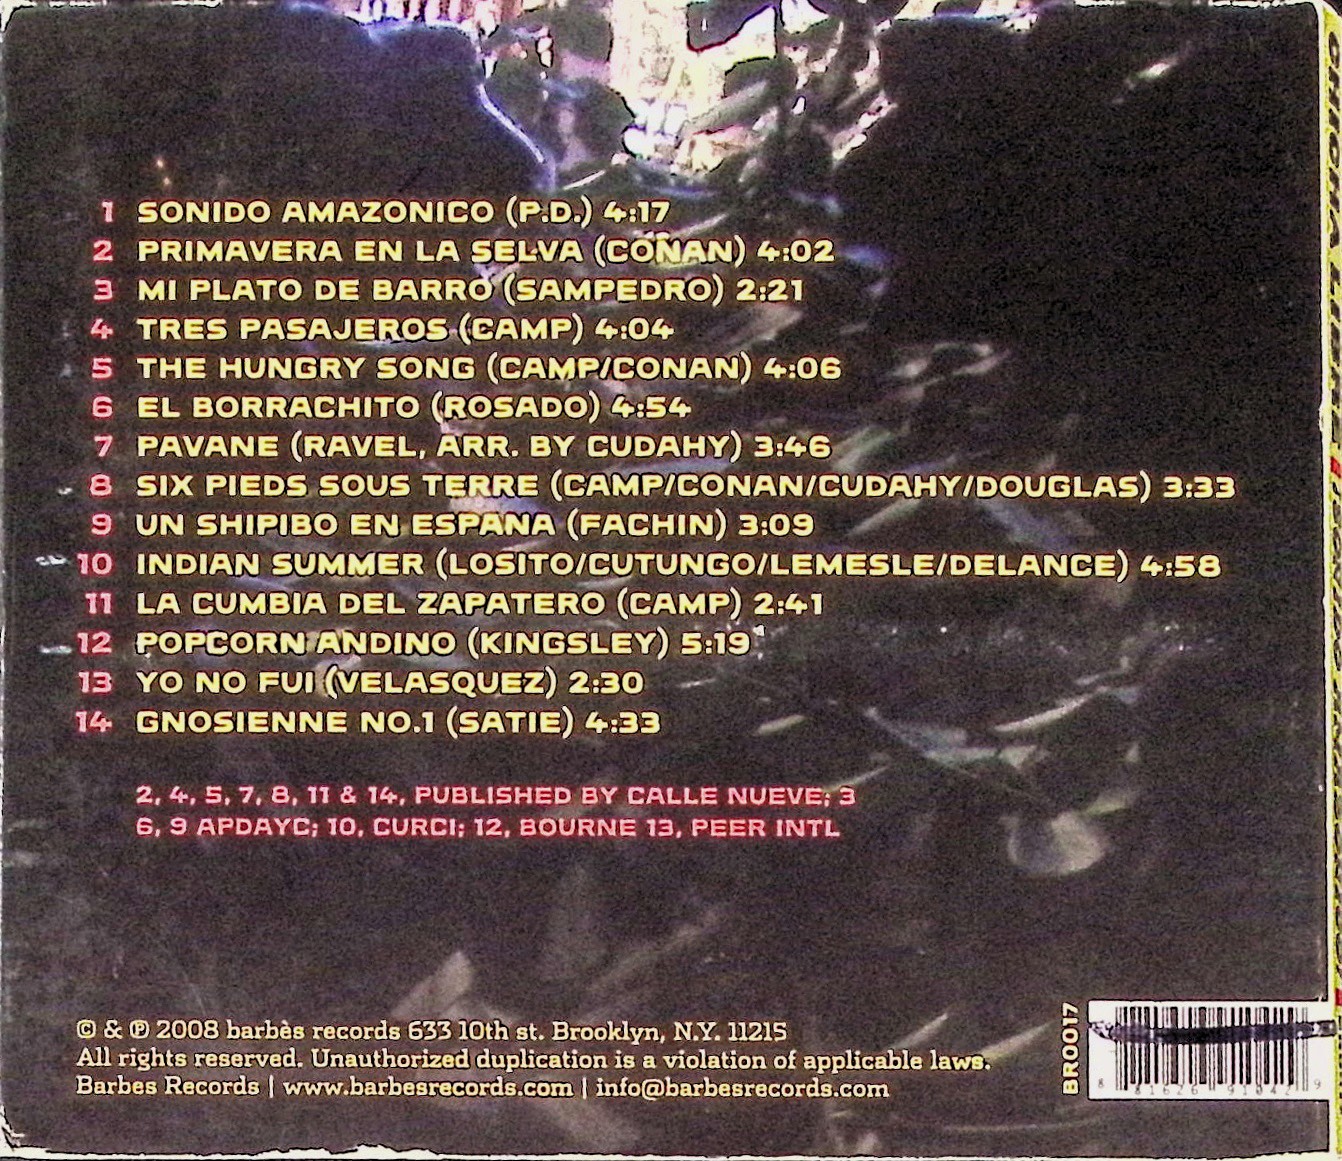 1 SONIDO AMAZONICO (P.D.) 4:17
2 PRIMAVERA EN LA SELVA (CONAN) 4:02
3 MI PLATO DE BARRO (SAMPEDRO) 2:21
4 TRES PASAJEROS (CAMP) 4:04
5 THE HUNGRY SONG (CAMP/CONAN) 4:06
6 EL BORRACHITO (ROSADO) 4:54
7 PAVANE (RAVEL, ARR. BY CUDAHY) 3:46
8 SIX PIEDS SOUS TERRE (CAMP/CONAN/CUDAHY/DOUGLAS) 3:33
9 UN SHIPIBO EN ESPANA (FACHIN) 3:09
10 INDIAN SUMMER (LOSITO/CUTUNGO/LEMESLE/DELANCE) 4:58
11 LA CUMBIA DEL ZAPATERO (CAMP) 2:41
12 POPCORN ANDINO (KINGSLEY) 5:19
13 YO NO FUI (VELASQUEZ) 2:30
14 GNOSIENNE NO.1 (SATIE) 4:33
2, 4, 5, 7, 8, 11 & 14, PUBLISHED BY CALLE NUEVE; 3
6, 9 APDAYC; 10, CURCI; 12, BOURNE 13, PEER INTL
© & ℗ 2008 barbès records 633 10th st. Brooklyn, N.Y. 11215
All rights reserved. Unauthorized duplication is a violation of applicable laws.
Barbes Records | www.barbesrecords.com | info@barbesrecords.com
BR0017
8 81626 91042 9